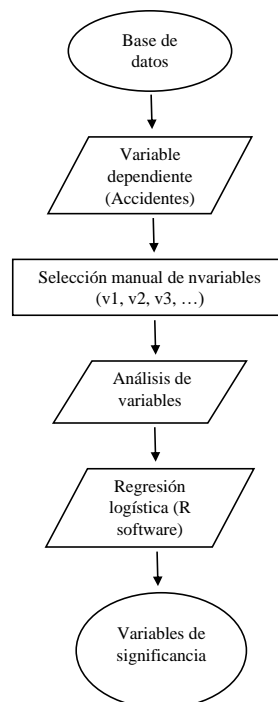 Base de
datos
Variable
dependiente
(Accidentes)
Selección manual de nvariables
(v1, v2, v3, …)
Análisis de
variables
Regresión
logística (R
software)
Variables de
significancia